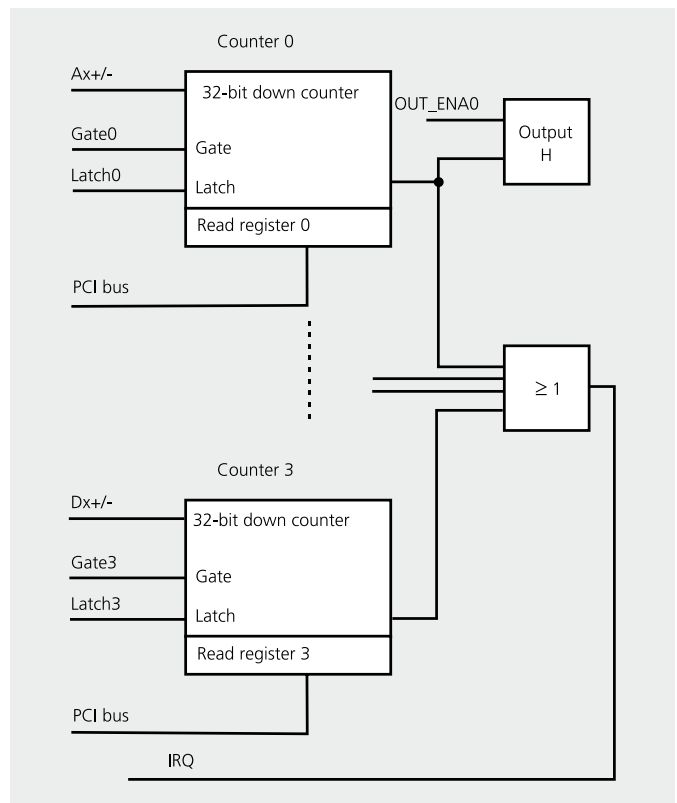 Counter 0
Ax+/-
32-bit down counter
OUT_ENA0
Output
H
Gate0
Gate
Latch0
Latch
Read register 0
PCI bus
≥ 1
Counter 3
Dx+/-
32-bit down counter
Gate3
Gate
Latch3
Latch
Read register 3
PCI bus
IRQ